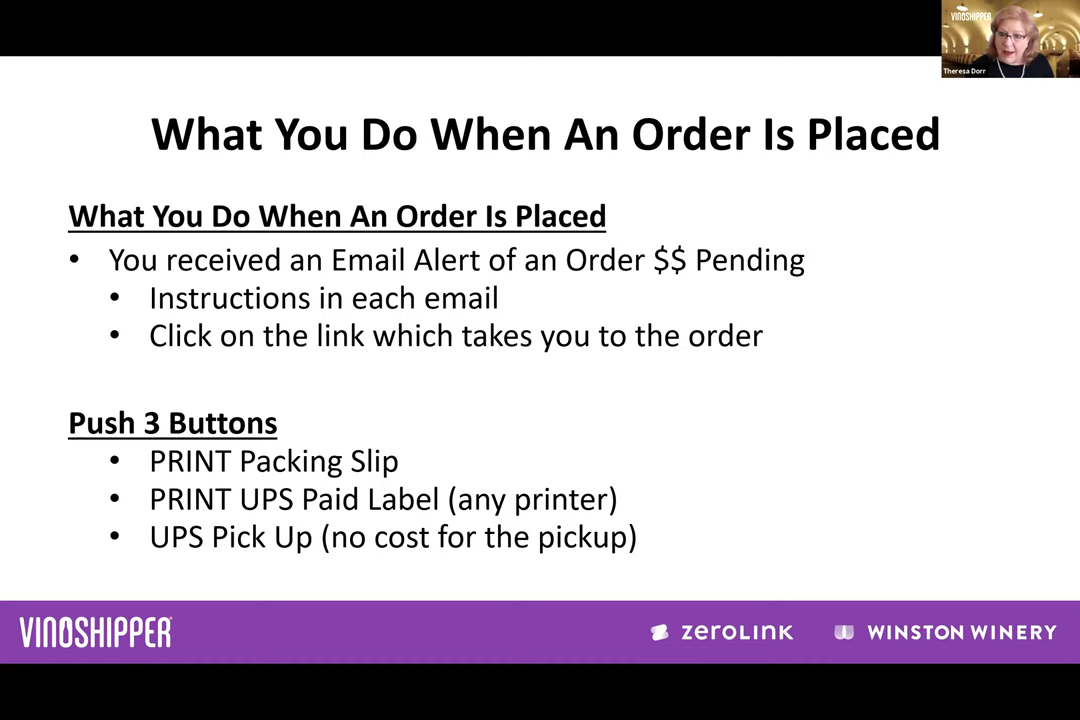 VINOSHIPPER
Theresa Dorr
What You Do When An Order Is Placed
What You Do When An Order Is Placed
• You received an Email Alert of an Order $$ Pending
• Instructions in each email
• Click on the link which takes you to the order
Push 3 Buttons
• PRINT Packing Slip
• PRINT UPS Paid Label (any printer)
• UPS Pick Up (no cost for the pickup)
VINOSHIPPER zeroLink WINSTON WINERY